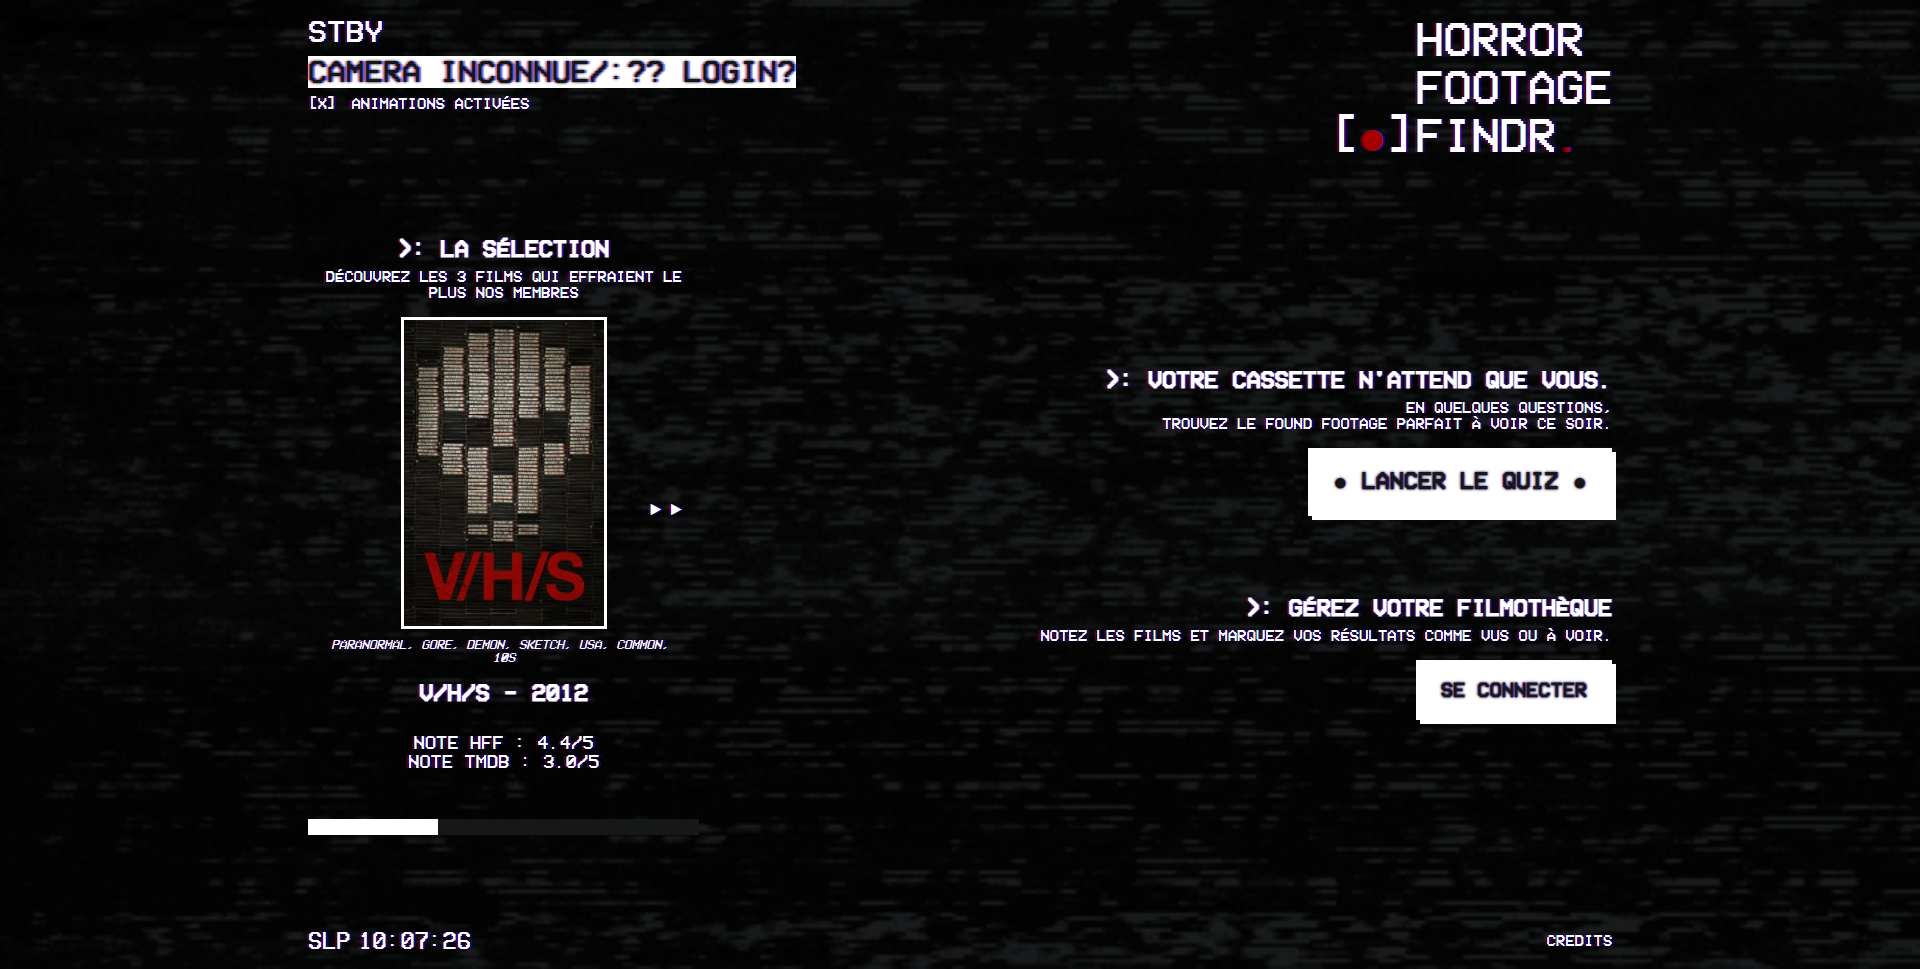 STBY
CAMERA INCONNUE/:?? LOGIN?
[X] ANIMATIONS ACTIVÉES
HORROR
FOOTAGE
[●]FINDR.
>: LA SÉLECTION
DÉCOUVREZ LES 3 FILMS QUI EFFRAIENT LE
PLUS NOS MEMBRES
V/H/S
PARANORMAL, GORE, DEMON, SKETCH, USA, COMMON,
10S
V/H/S - 2012
NOTE HFF : 4.4/5
NOTE TMDB : 3.0/5
>: VOTRE CASSETTE N'ATTEND QUE VOUS.
EN QUELQUES QUESTIONS,
TROUVEZ LE FOUND FOOTAGE PARFAIT À VOIR CE SOIR.
● LANCER LE QUIZ ●
>: GÉREZ VOTRE FILMOTHÈQUE
NOTEZ LES FILMS ET MARQUEZ VOS RÉSULTATS COMME VUS OU À VOIR.
SE CONNECTER
SLP 10:07:26
CREDITS